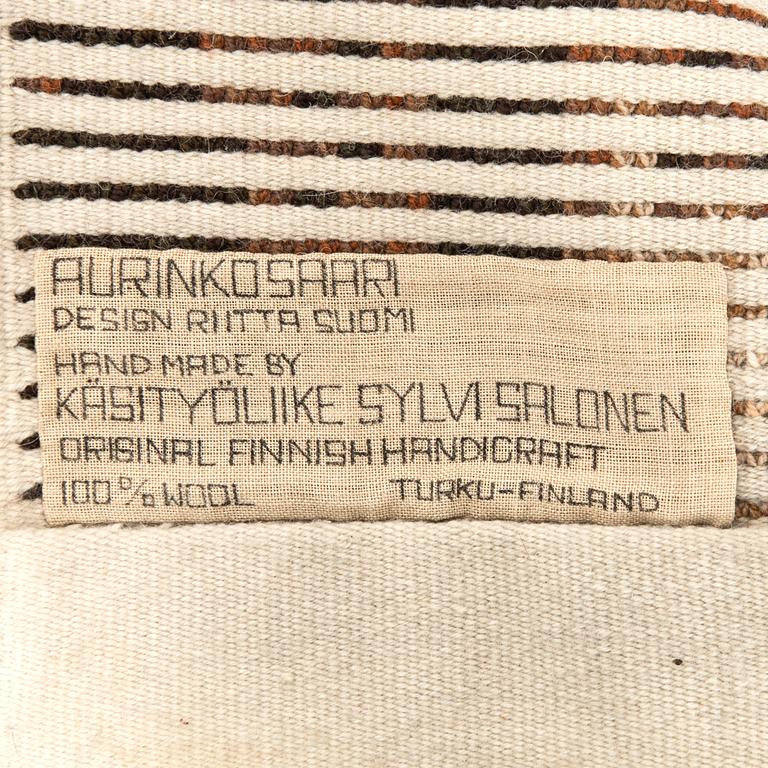 AURINKOSAARI
DESIGN RIITTA SUOMI
HAND MADE BY
KÄSITYÖLIIKE SYLVI SALONEN
ORIGINAL FINNISH HANDICRAFT
100% WOOL TURKU-FINLAND